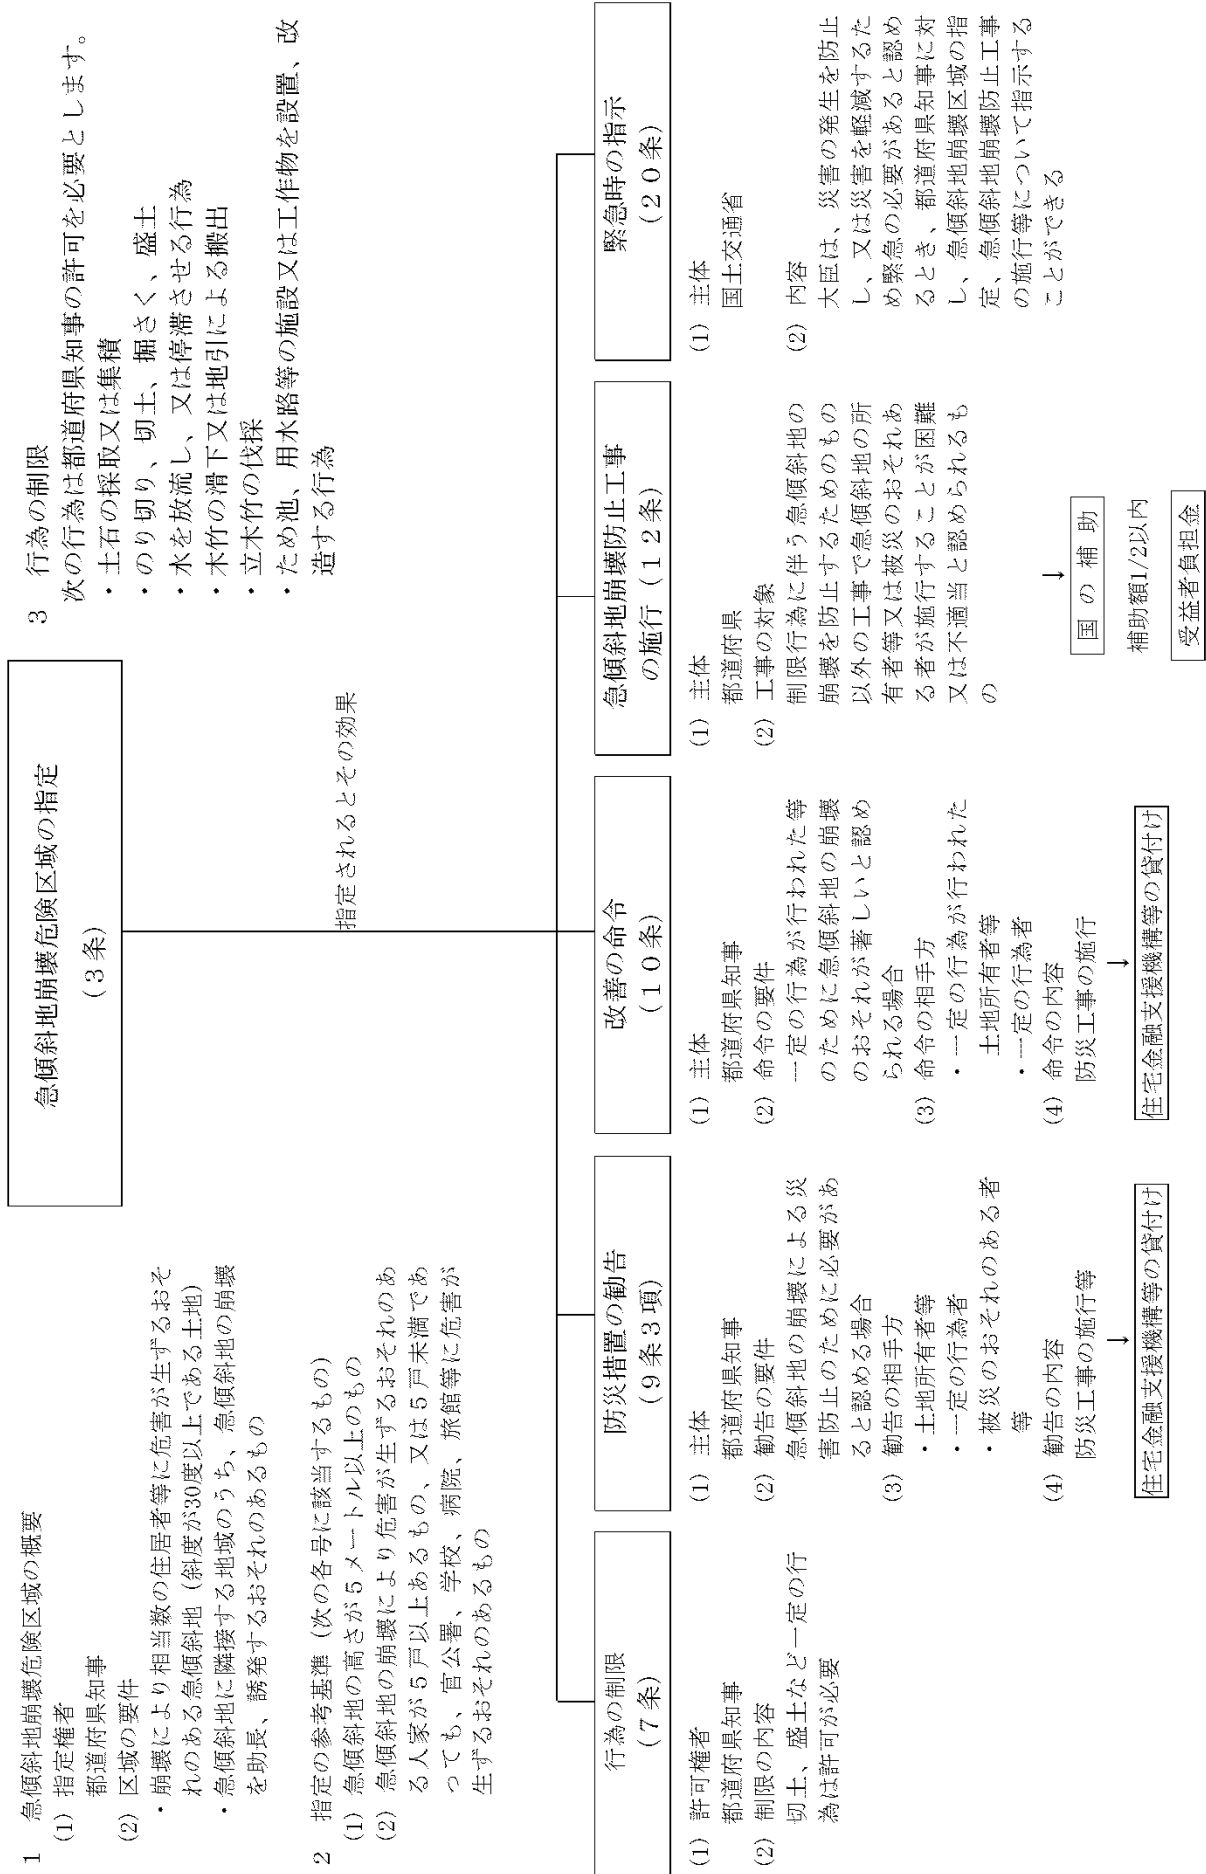 1　急傾斜地崩壊危険区域の概要
(1) 指定権者
都道府県知事
(2) 区域の要件
・崩壊により相当数の住居者等に危害が生ずるおそ
れのある急傾斜地（斜度が30度以上である土地）
・急傾斜地に隣接する地域のうち、急傾斜地の崩壊
を助長、誘発するおそれのあるもの
2　指定の参考基準（次の各号に該当するもの）
(1) 急傾斜地の高さが５メートル以上のもの
(2) 急傾斜地の崩壊により危害が生ずるおそれのあ
る人家が５戸以上あるもの、又は５戸未満であ
っても、官公署、学校、病院、旅館等に危害が
生ずるおそれのあるもの
急傾斜地崩壊危険区域の指定
（３条）
3　行為の制限
次の行為は都道府県知事の許可を必要とします。
・土石の採取又は集積
・のり切り、切土、掘さく、盛土
・水を放流し、又は停滞させる行為
・木竹の滑下又は地引による搬出
・立木竹の伐採
・ため池、用水路等の施設又は工作物を設置、改
造する行為
指定されるとその効果
行為の制限
（７条）
(1) 許可権者
都道府県知事
(2) 制限の内容
切土、盛土など一定の行
為は許可が必要
防災措置の勧告
（９条３項）
(1) 主体
都道府県知事
(2) 勧告の要件
急傾斜地の崩壊による災
害防止のために必要があ
ると認める場合
(3) 勧告の相手方
・土地所有者等
・一定の行為者
・被災のおそれのある者
等
(4) 勧告の内容
防災工事の施行等
↓
住宅金融支援機構等の貸付け
改善の命令
（１０条）
(1) 主体
都道府県知事
(2) 命令の要件
一定の行為が行われた等
のために急傾斜地の崩壊
のおそれが著しいと認め
られる場合
(3) 命令の相手方
・一定の行為が行われた
土地所有者等
・一定の行為者
(4) 命令の内容
防災工事の施行
↓
住宅金融支援機構等の貸付け
急傾斜地崩壊防止工事
の施行（１２条）
(1) 主体
都道府県
(2) 工事の対象
制限行為に伴う急傾斜地の
崩壊を防止するためのもの
以外の工事で急傾斜地の所
有者等又は被災のおそれあ
る者が施行することが困難
又は不適当と認められるも
の
↓
国の補助
補助額1/2以内
受益者負担金
緊急時の指示
（２０条）
(1) 主体
国土交通省
(2) 内容
大臣は、災害の発生を防止
し、又は災害を軽減するた
め緊急の必要があると認め
るとき、都道府県知事に対
し、急傾斜地崩壊区域の指
定、急傾斜地崩壊防止工事
の施行等について指示する
ことができる